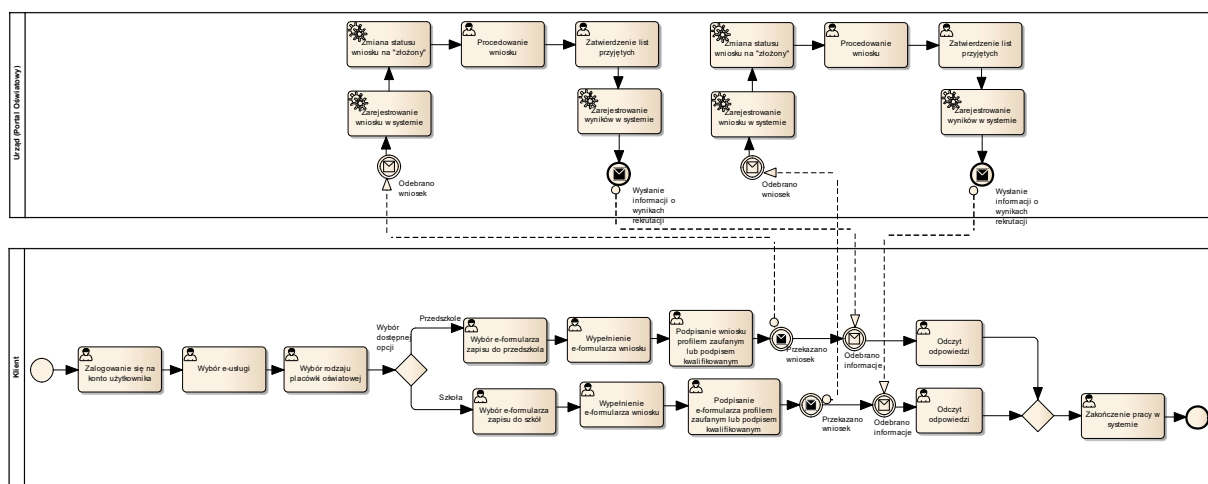 Urząd (Portal Oświatowy)
Zmiana statusu
wniosku na "złożony"
Procedowanie
wniosku
Zatwierdzenie list
przyjętych
Zarejestrowanie
wniosku w systemie
Zarejestrowanie
wyników w systemie
Odebrano
wniosek
Wysłanie
informacji o
wynikach
rekrutacji
Zmiana statusu
wniosku na "złożony"
Procedowanie
wniosku
Zatwierdzenie list
przyjętych
Zarejestrowanie
wniosku w systemie
Zarejestrowanie
wyników w systemie
Odebrano
wniosek
Wysłanie
informacji o
wynikach
rekrutacji
Klient
Zalogowanie się na
konto użytkownika
Wybór e-usługi
Wybór rodzaju
placówki oświatowej
Wybór
dostępnej
opcji
Przedszkole
Wybór e-formularza
zapisu do przedszkola
Wypełnienie
e-formularza wniosku
Podpisanie wniosku
profilem zaufanym
lub podpisem
kwalifikowanym
Przekazano
wniosek
Odebrano
informacje
Odczyt
odpowiedzi
Szkoła
Wybór e-formularza
zapisu do szkół
Wypełnienie
e-formularza wniosku
Podpisanie
e-formularza profilem
zaufanym lub podpisem
kwalifikowanym
Przekazano
wniosek
Odebrano
informacje
Odczyt
odpowiedzi
Zakończenie pracy w
systemie